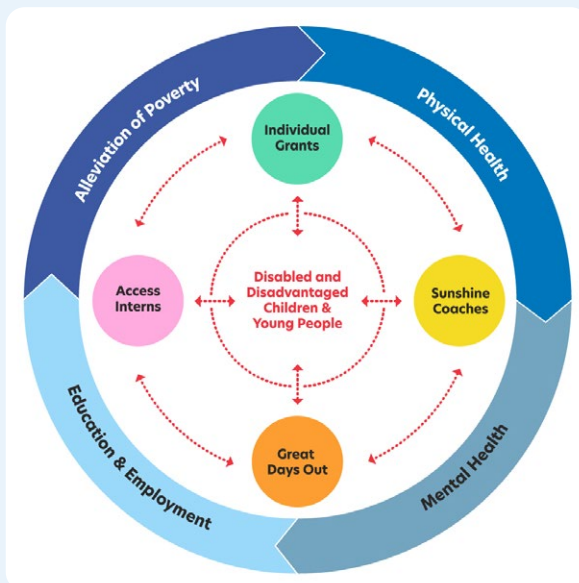 Alleviation of Poverty
Physical Health
Individual
Grants
Access
Interns
Disabled and
Disadvantaged
Children &
Young People
Sunshine
Coaches
Great
Days Out
Education & Employment
Mental Health